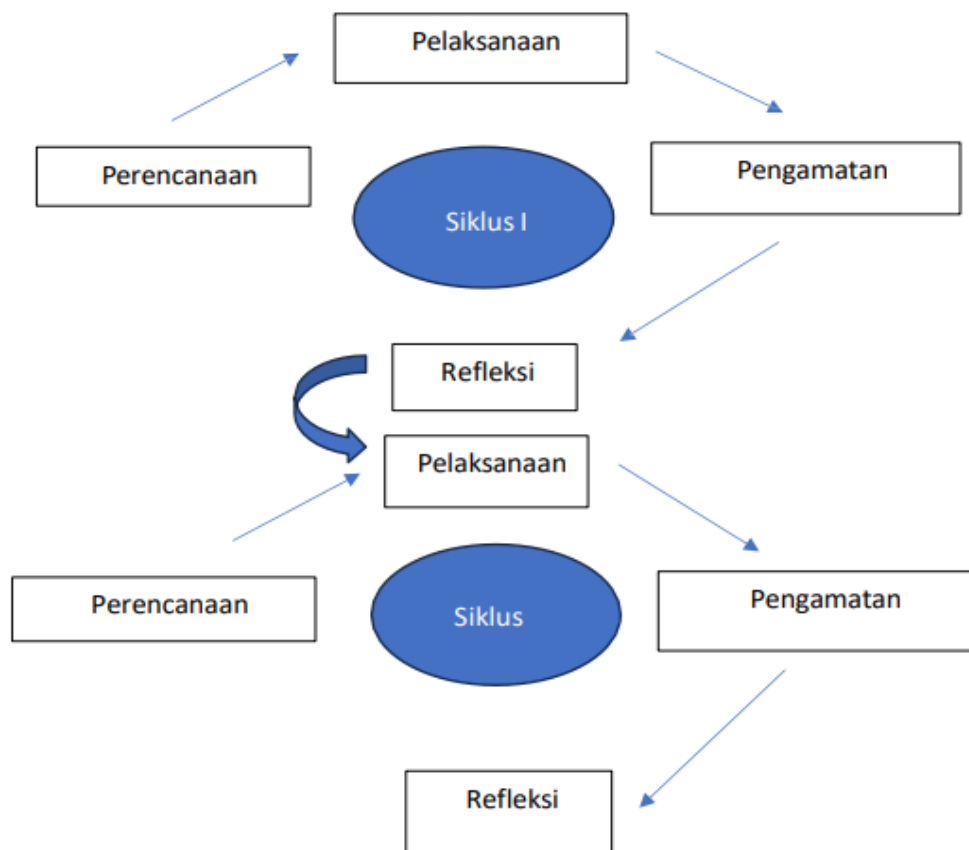 Pelaksanaan
Perencanaan
Pengamatan
Siklus I
Refleksi
Pelaksanaan
Perencanaan
Siklus
Pengamatan
Refleksi